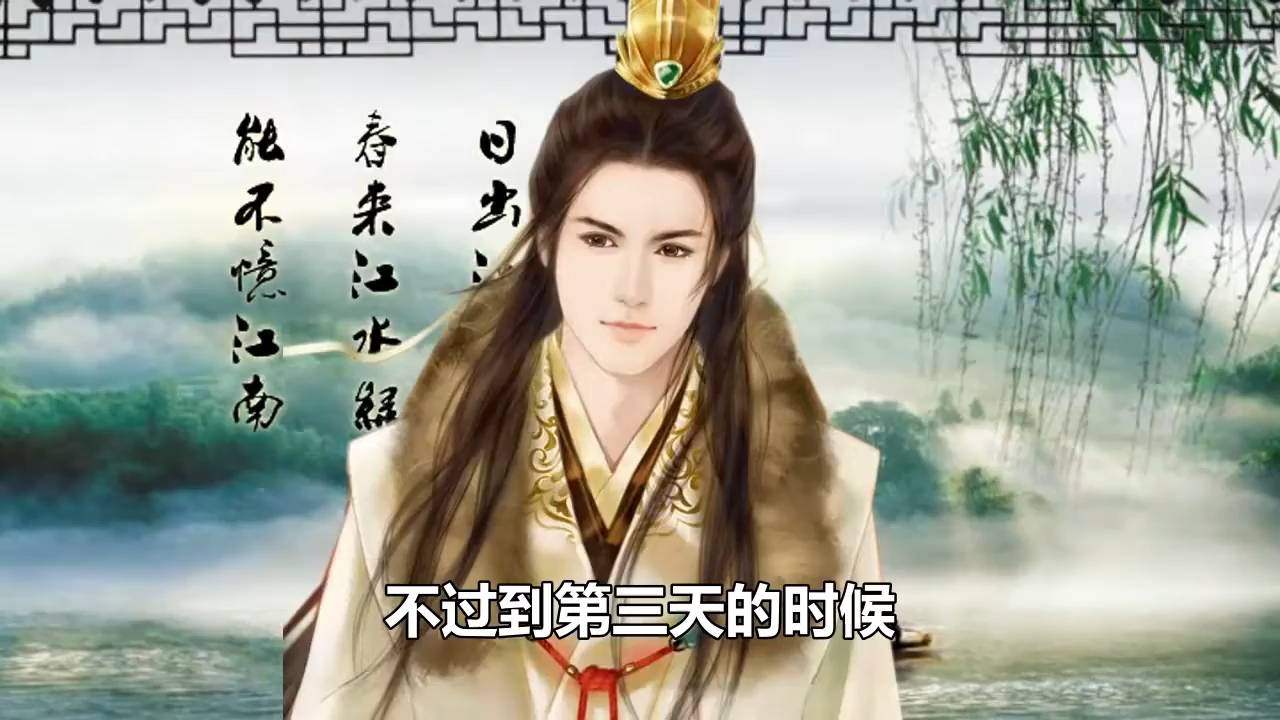 日出江
春来江水緑
能不憶江南
不过到第三天的时候